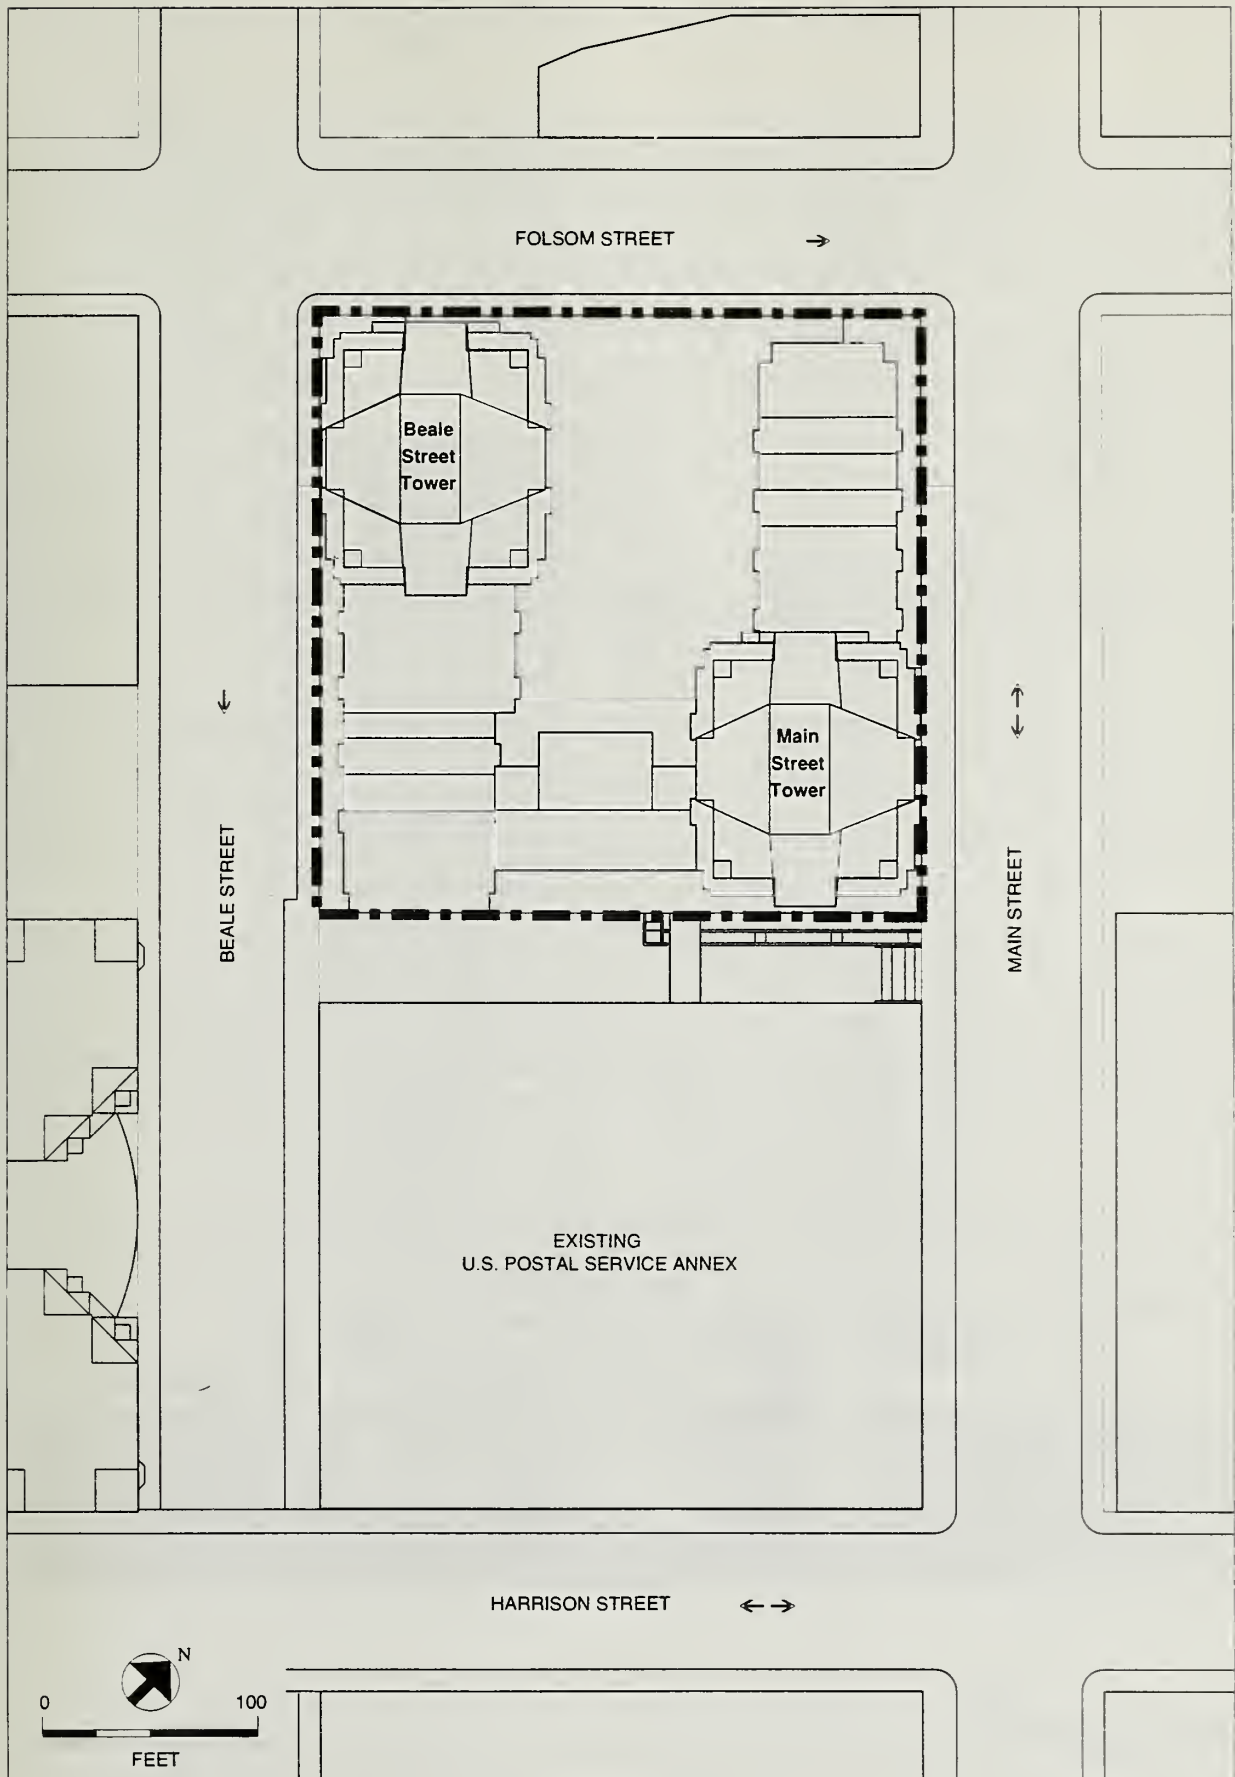 FOLSOM STREET
Beale
Street
Tower
Main
Street
Tower
BEALE STREET
MAIN STREET
EXISTING
U.S. POSTAL SERVICE ANNEX
HARRISON STREET
N
0 100
FEET